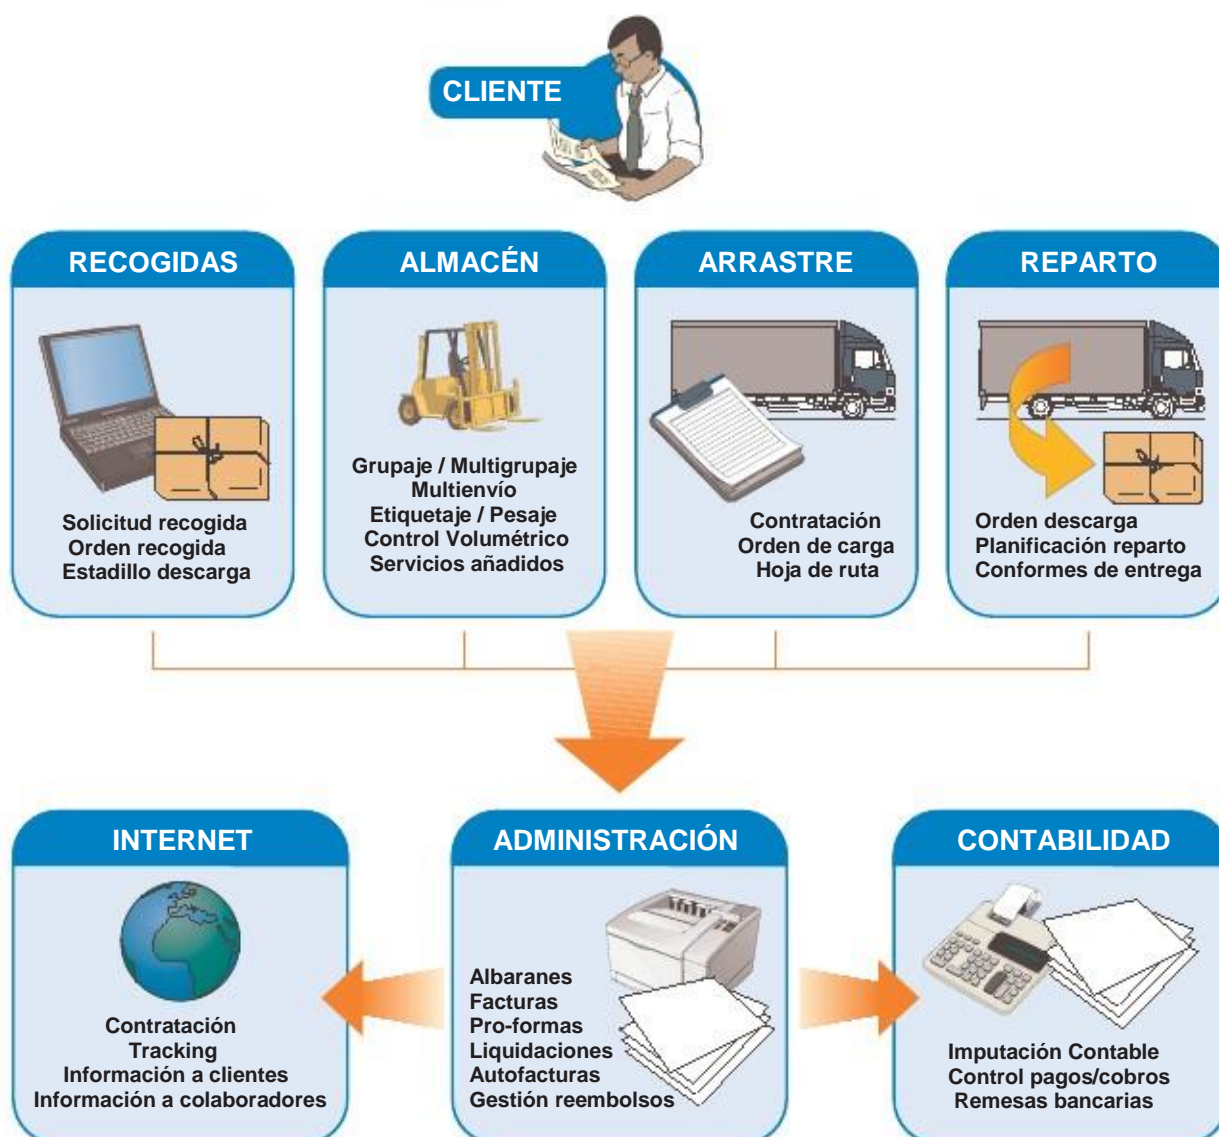 CLIENTE
RECOGIDAS
Solicitud recogida
Orden recogida
Estadillo descarga
ALMACÉN
Grupaje / Multigrupaje
Multienvío
Etiquetaje / Pesaje
Control Volumétrico
Servicios añadidos
ARRASTRE
Contratación
Orden de carga
Hoja de ruta
REPARTO
Orden descarga
Planificación reparto
Conformes de entrega
INTERNET
Contratación
Tracking
Información a clientes
Información a colaboradores
ADMINISTRACIÓN
Albaranes
Facturas
Pro-formas
Liquidaciones
Autofacturas
Gestión reembolsos
CONTABILIDAD
Imputación Contable
Control pagos/cobros
Remesas bancarias